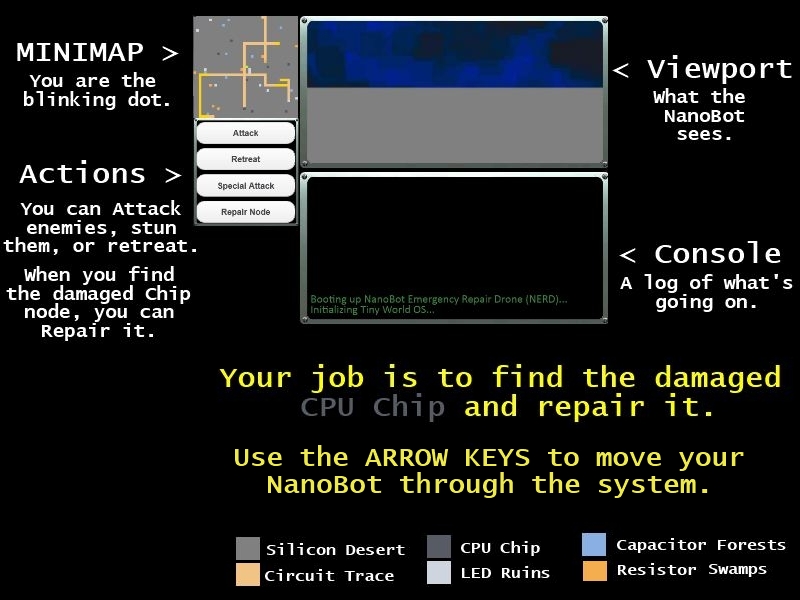 MINIMAP >
You are the
blinking dot.
Attack
Retreat
Special Attack
Repair Node
< Viewport
What the
NanoBot
sees.
Actions >
You can Attack
enemies, stun
them, or retreat.
When you find
the damaged Chip
node, you can
Repair it.
Booting up NanoBot Emergency Repair Drone (NERD)...
Initializing Tiny World OS...
< Console
A log of what's
going on.
Your job is to find the damaged
CPU Chip and repair it.
Use the ARROW KEYS to move your
NanoBot through the system.
Silicon Desert
CPU Chip
Capacitor Forests
Circuit Trace
LED Ruins
Resistor Swamps